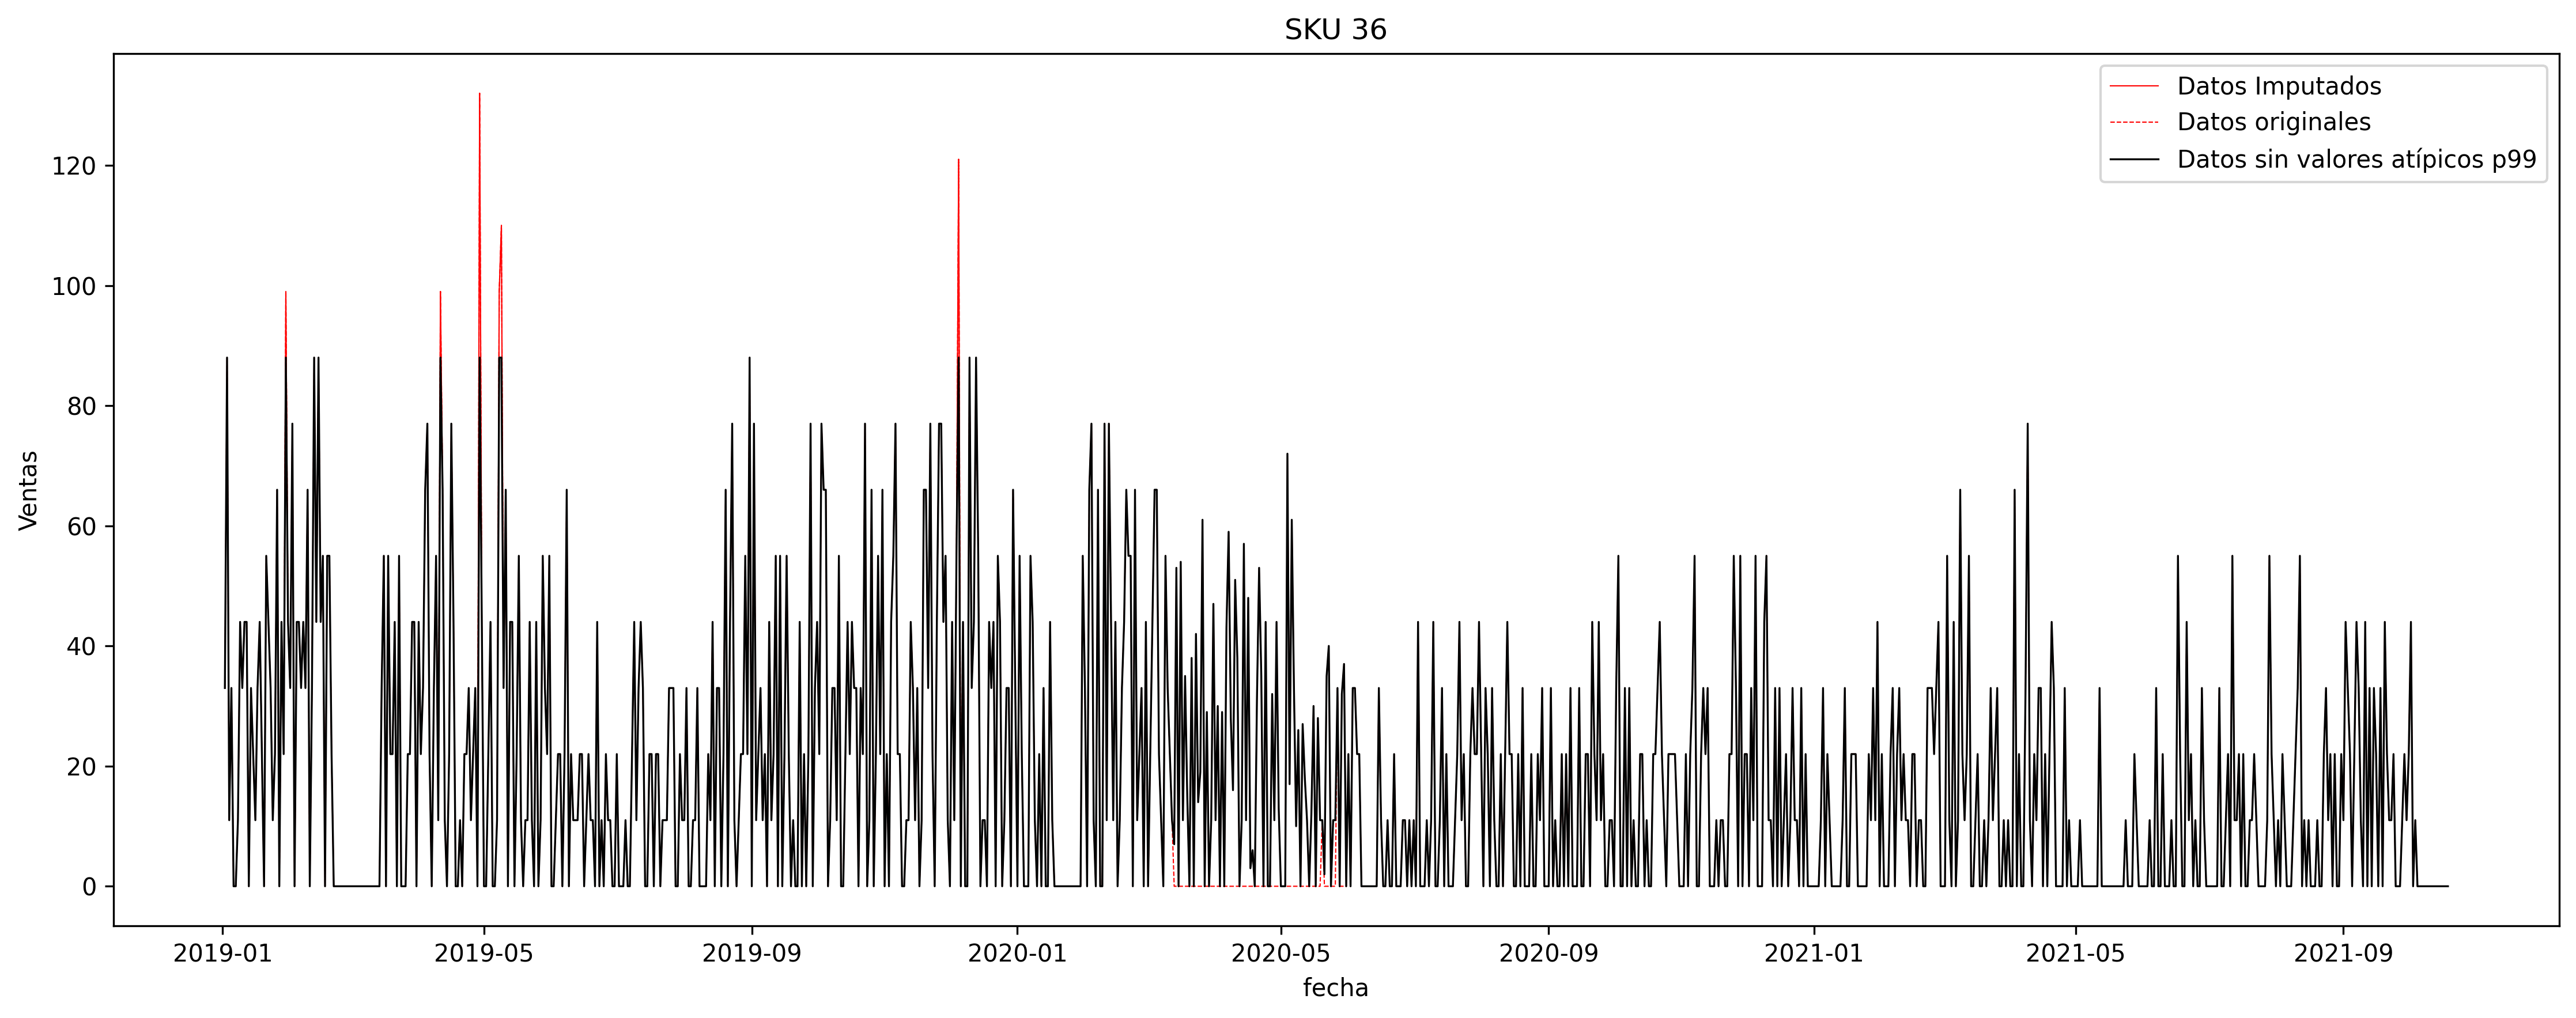 SKU 36
Datos Imputados
Datos originales
Datos sin valores atípicos p99
120
100
80
60
40
20
0
Ventas
2019-01 2019-05 2019-09 2020-01 2020-05 2020-09 2021-01 2021-05 2021-09
fecha